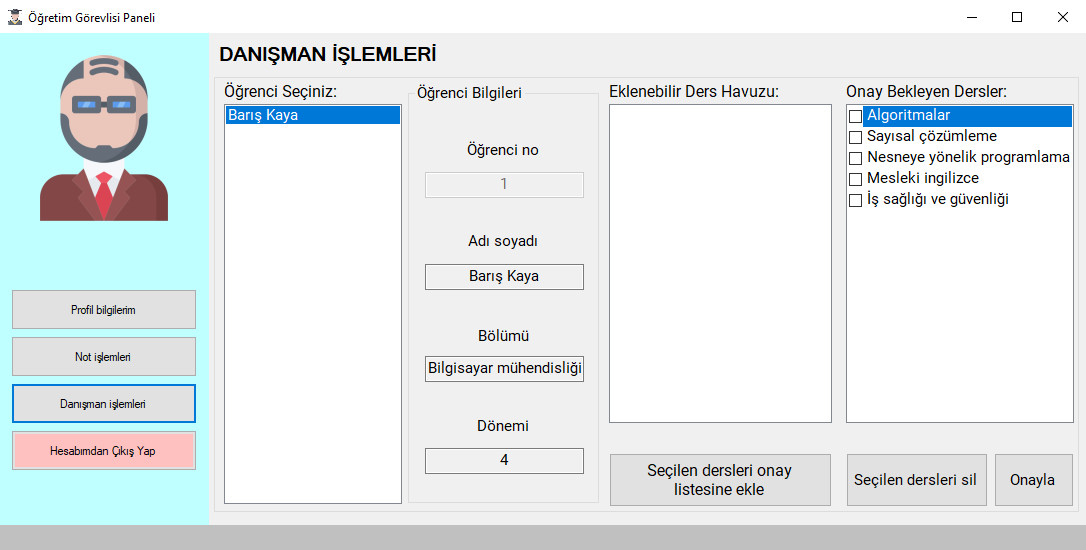 Öğretim Görevlisi Paneli
DANIŞMAN İŞLEMLERİ
Profil bilgilerim
Not işlemleri
Danışman işlemleri
Hesabımdan Çıkış Yap
Öğrenci Seçiniz:
Barış Kaya
Öğrenci Bilgileri
Öğrenci no
1
Adı soyadı
Barış Kaya
Bölümü
Bilgisayar mühendisliği
Dönemi
4
Eklenebilir Ders Havuzu:
Seçilen dersleri onay
listesine ekle
Onay Bekleyen Dersler:
Algoritmalar
Sayısal çözümleme
Nesneye yönelik programlama
Mesleki ingilizce
İş sağlığı ve güvenliği
Seçilen dersleri sil
Onayla